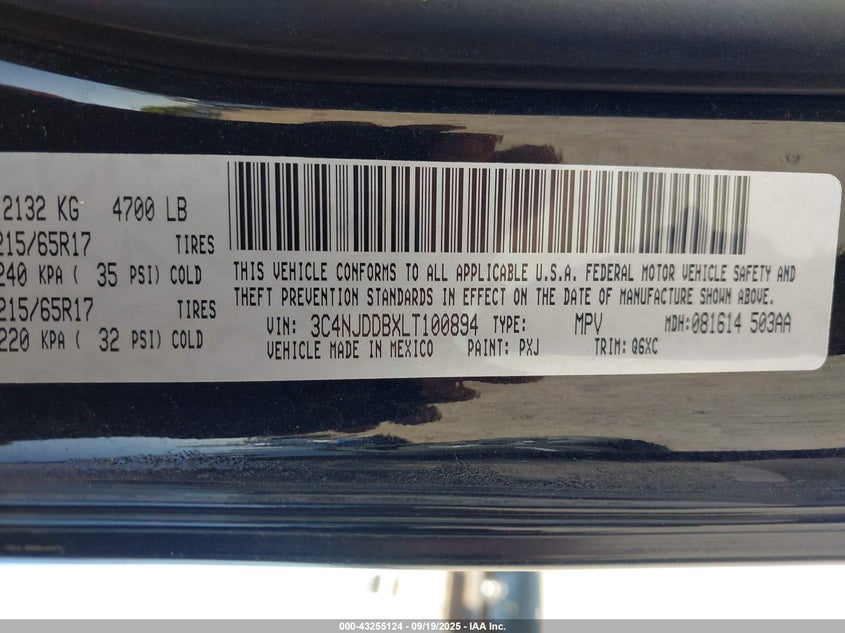 2132 KG 4700 LB
215/65R17 TIRES
240 KPA ( 35 PSI) COLD
215/65R17 TIRES
220 KPA ( 32 PSI) COLD
THIS VEHICLE CONFORMS TO ALL APPLICABLE U.S.A. FEDERAL MOTOR VEHICLE SAFETY AND
THEFT PREVENTION STANDARDS IN EFFECT ON THE DATE OF MANUFACTURE SHOWN ABOVE.
VIN: 3C4NJDDBXLT100894 TYPE: MPV MDH:081614 503AA
VEHICLE MADE IN MEXICO PAINT: PXJ TRIM: Q6XC
000-43255124 - 09/19/2025 - IAA Inc.